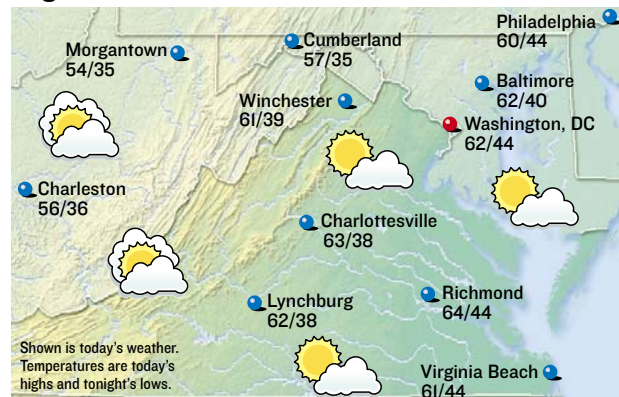 Philadelphia
60/44
Morgantown
54/35
Cumberland
57/35
Baltimore
62/40
Winchester
61/39
Washington, DC
62/44
Charleston
56/36
Charlottesville
63/38
Lynchburg
62/38
Richmond
64/44
Shown is today's weather.
Temperatures are today's
highs and tonight's lows.
Virginia Beach
61/44